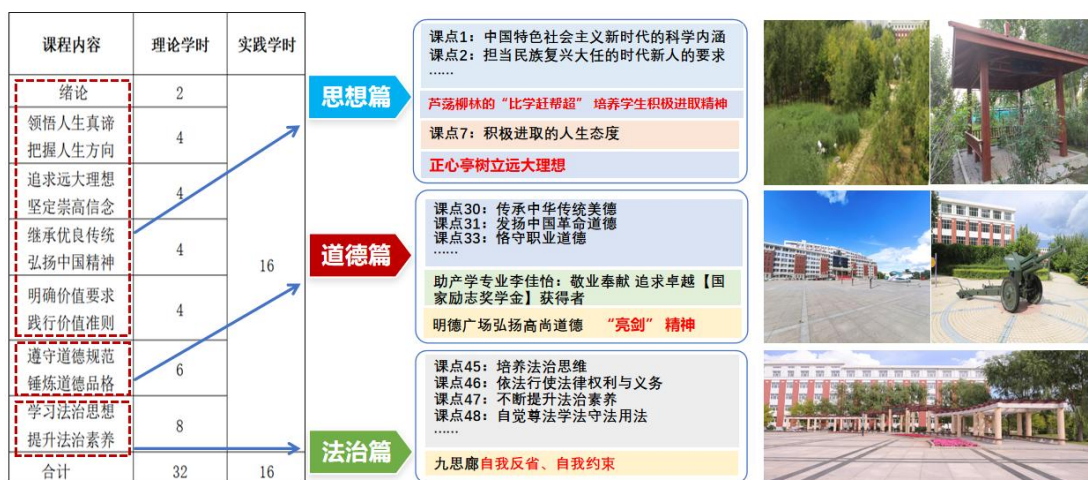 课程内容 理论学时 实践学时
绪论 2
领悟人生真谛
把握人生方向
4
追求远大理想
坚定崇高信念
4
继承优良传统
弘扬中国精神
4
明确价值要求
践行价值准则
4
遵守道德规范
锤炼道德品格
6
学习法治思想
提升法治素养
8
16
合计 32 16
思想篇
课点1：中国特色社会主义新时代的科学内涵
课点2：担当民族复兴大任的时代新人的要求
……
芦荡柳林的“比学赶帮超” 培养学生积极进取精神
课点7：积极进取的人生态度
正心亭树立远大理想
道德篇
课点30：传承中华传统美德
课点31：发扬中国革命道德
课点33：恪守职业道德
……
助产学专业李佳怡：敬业奉献 追求卓越【国
家励志奖学金】获得者
明德广场弘扬高尚道德 “亮剑” 精神
法治篇
课点45：培养法治思维
课点46：依法行使法律权利与义务
课点47：不断提升法治素养
课点48：自觉尊法学法守法用法
……
九思廊自我反省、自我约束